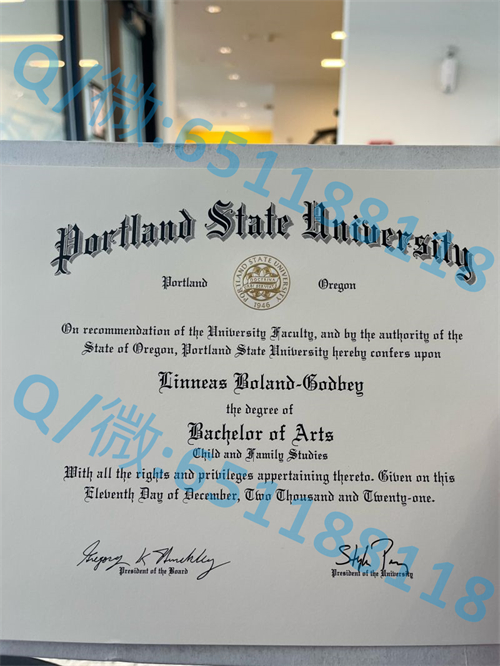 Q/微:651188118
Portland State University
Portland Oregon
PORTLAND STATE UNIVERSITY
1946
On recommendation of the University Faculty, and by the authority of the
State of Oregon, Portland State University hereby confers upon
Linneas Boland-Godbey
the degree of
Bachelor of Arts
Child and Family Studies
With all the rights and privileges appertaining thereto. Given on this
Eleventh Day of December, Two Thousand and Twenty-one.
Q/微:651188118
President of the Board President of the University